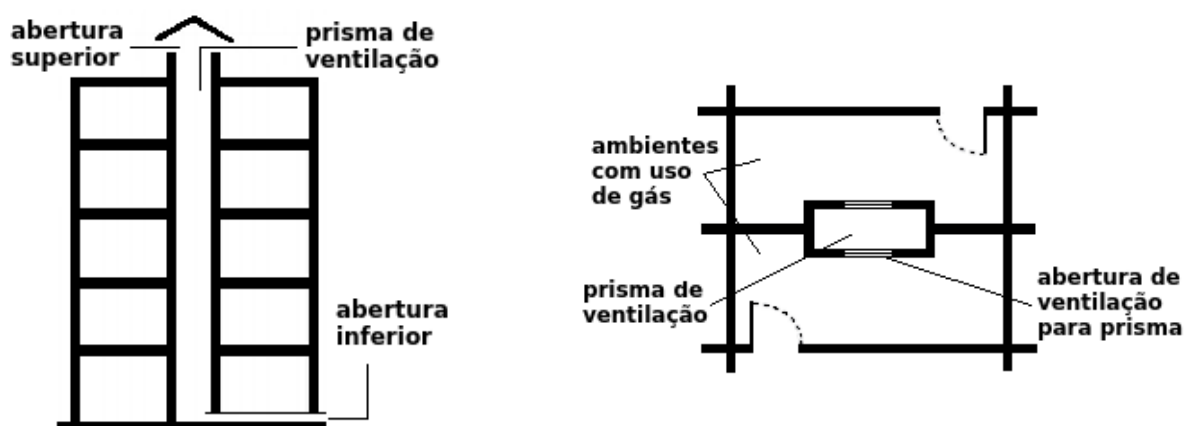 abertura
superior
prisma de
ventilação
abertura
inferior
ambientes
com uso
de gás
prisma de
ventilação
abertura de
ventilação
para prisma